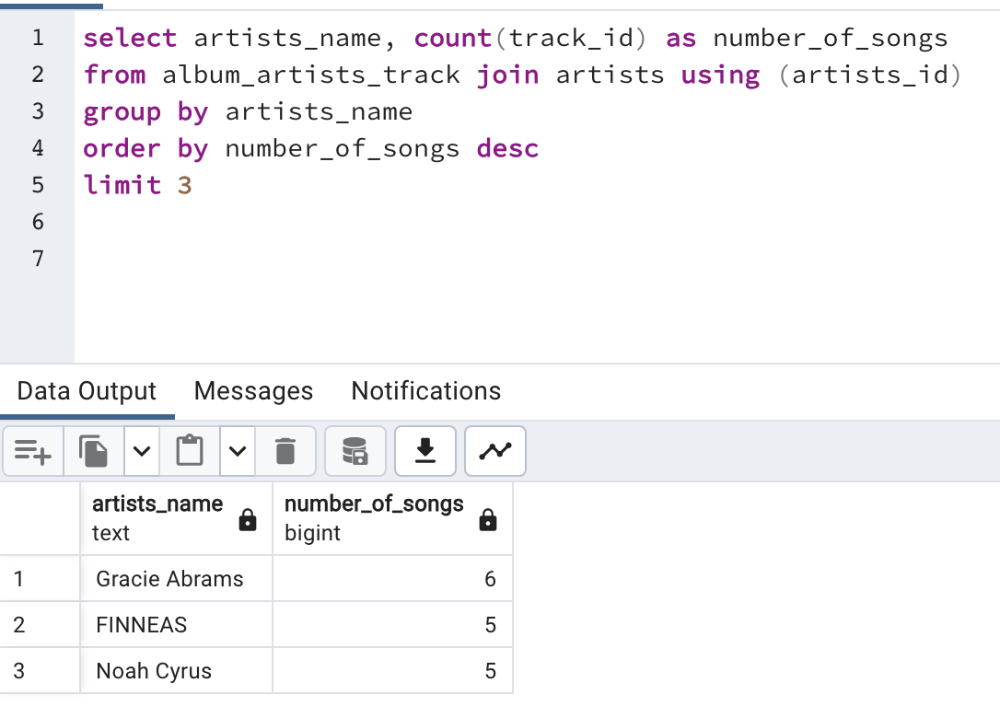 1 select artists_name, count(track_id) as number_of_songs
2 from album_artists_track join artists using (artists_id)
3 group by artists_name
4 order by number_of_songs desc
5 limit 3
6
7
Data Output Messages Notifications
artists_name number_of_songs
text bigint
1 Gracie Abrams 6
2 FINNEAS 5
3 Noah Cyrus 5